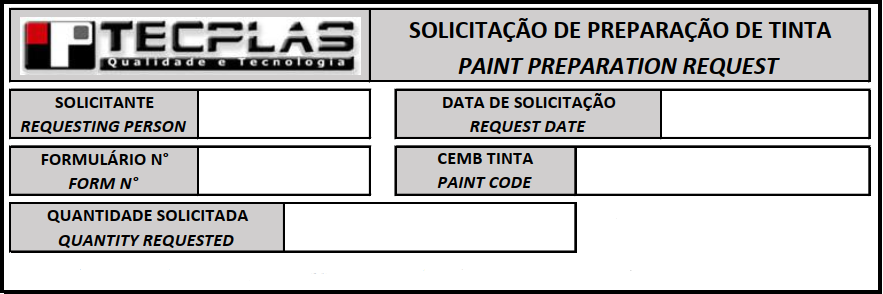 TECPLAS
Qualidade e Tecnologia
SOLICITAÇÃO DE PREPARAÇÃO DE TINTA
PAINT PREPARATION REQUEST
SOLICITANTE
REQUESTING PERSON
DATA DE SOLICITAÇÃO
REQUEST DATE
FORMULÁRIO N°
FORM N°
CEMB TINTA
PAINT CODE
QUANTIDADE SOLICITADA
QUANTITY REQUESTED